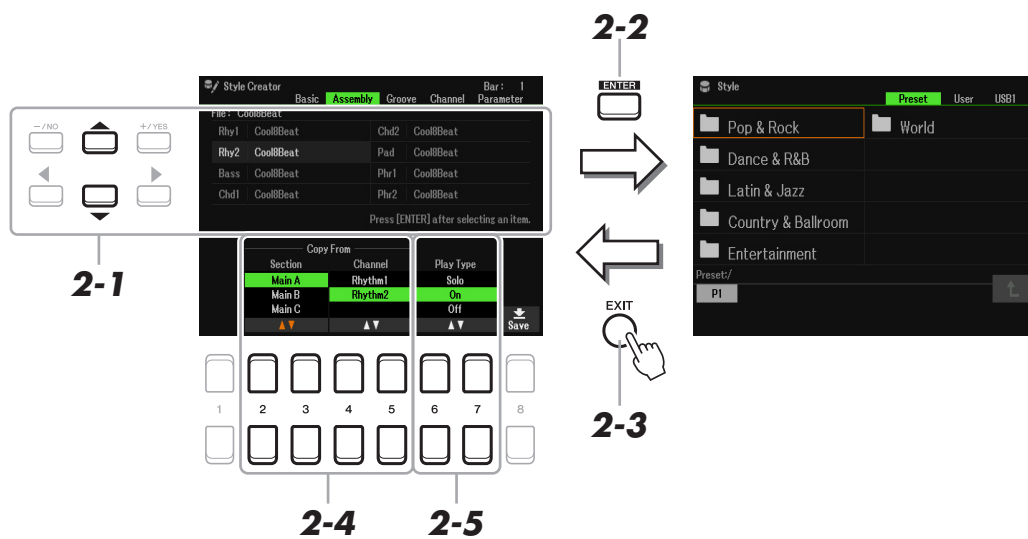 2-2
ENTER
Style Creator
Bar: 1
Basic Assembly Groove Channel Parameter
File: Cool8Beat
Rhy1 Cool8Beat Chd2 Cool8Beat
Rhy2 Cool8Beat Pad Cool8Beat
Bass Cool8Beat Phr1 Cool8Beat
Chd1 Cool8Beat Phr2 Cool8Beat
Press [ENTER] after selecting an item.
-/NO
+/YES
2-1
Copy From
Section Channel Play Type
Main A Rhythm1 Solo
Main B Rhythm2 On
Main C Off
Save
1 2 3 4 5 6 7 8
2-4
2-5
EXIT
2-3
Style
Preset User USB1
Pop & Rock World
Dance & R&B
Latin & Jazz
Country & Ballroom
Entertainment
Preset:/
P1